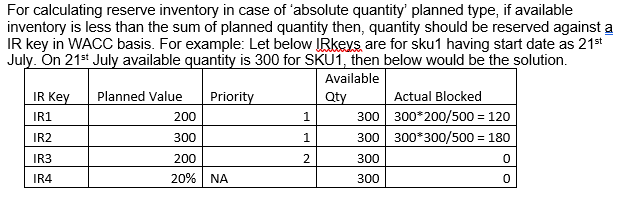 For calculating reserve inventory in case of 'absolute quantity' planned type, if available
inventory is less than the sum of planned quantity then, quantity should be reserved against a
IR key in WACC basis. For example: Let below IRkeys are for sku1 having start date as 21st
July. On 21st July available quantity is 300 for SKU1, then below would be the solution.
IR Key Planned Value Priority Available Qty Actual Blocked
IR1 200 1 300 300*200/500 = 120
IR2 300 1 300 300*300/500 = 180
IR3 200 2 300 0
IR4 20% NA 300 0